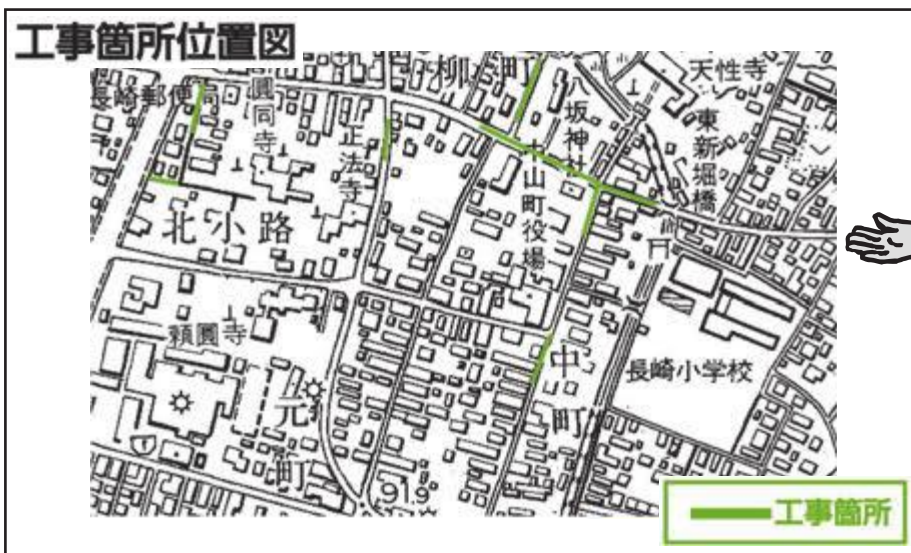 工事箇所位置図
柳町
天性寺
長崎郵便局
圓同寺
正法寺
八坂神社
東新堀橋
中山町役場
北小路
頼圓寺
元町
中町
長崎小学校
91.9
工事箇所